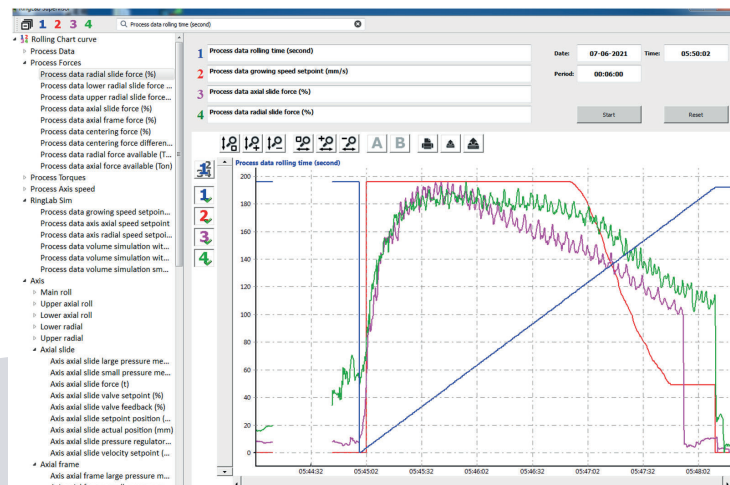 RingLab Supervisor
1 2 3 4
Process data rolling time (second)
Rolling Chart curve
Process Data
Process Forces
Process data radial slide force (%)
Process data lower radial slide force ...
Process data upper radial slide force...
Process data axial slide force (%)
Process data axial frame force (%)
Process data centering force (%)
Process data centering force differen...
Process data radial force available (T...
Process data axial force available (Ton)
Process Torques
Process Axis speed
RingLab Sim
Process data growing speed setpoin...
Process data axis axial speed setpoint
Process data axis radial speed setpoi...
Process data volume simulation wit...
Process data volume simulation wit...
Process data volume simulation sm...
Axis
Main roll
Upper axial roll
Lower axial roll
Lower radial
Upper radial
Axial slide
Axis axial slide large pressure me...
Axis axial slide small pressure me...
Axis axial slide force (t)
Axis axial slide valve setpoint (%)
Axis axial slide valve feedback (%)
Axis axial slide setpoint position (...
Axis axial slide actual position (mm)
Axis axial slide pressure regulator...
Axis axial slide velocity setpoint (...
Axial frame
Axis axial frame large pressure m...
1 Process data rolling time (second)
2 Process data growing speed setpoint (mm/s)
3 Process data axial slide force (%)
4 Process data radial slide force (%)
Date: 07-06-2021 Time: 05:50:02
Period: 00:06:00
Start Reset
A B
1
2
3
4
Process data rolling time (second)
200
180
160
140
120
100
80
60
40
20
0
05:44:32 05:45:02 05:45:32 05:46:02 05:46:32 05:47:02 05:47:32 05:48:02